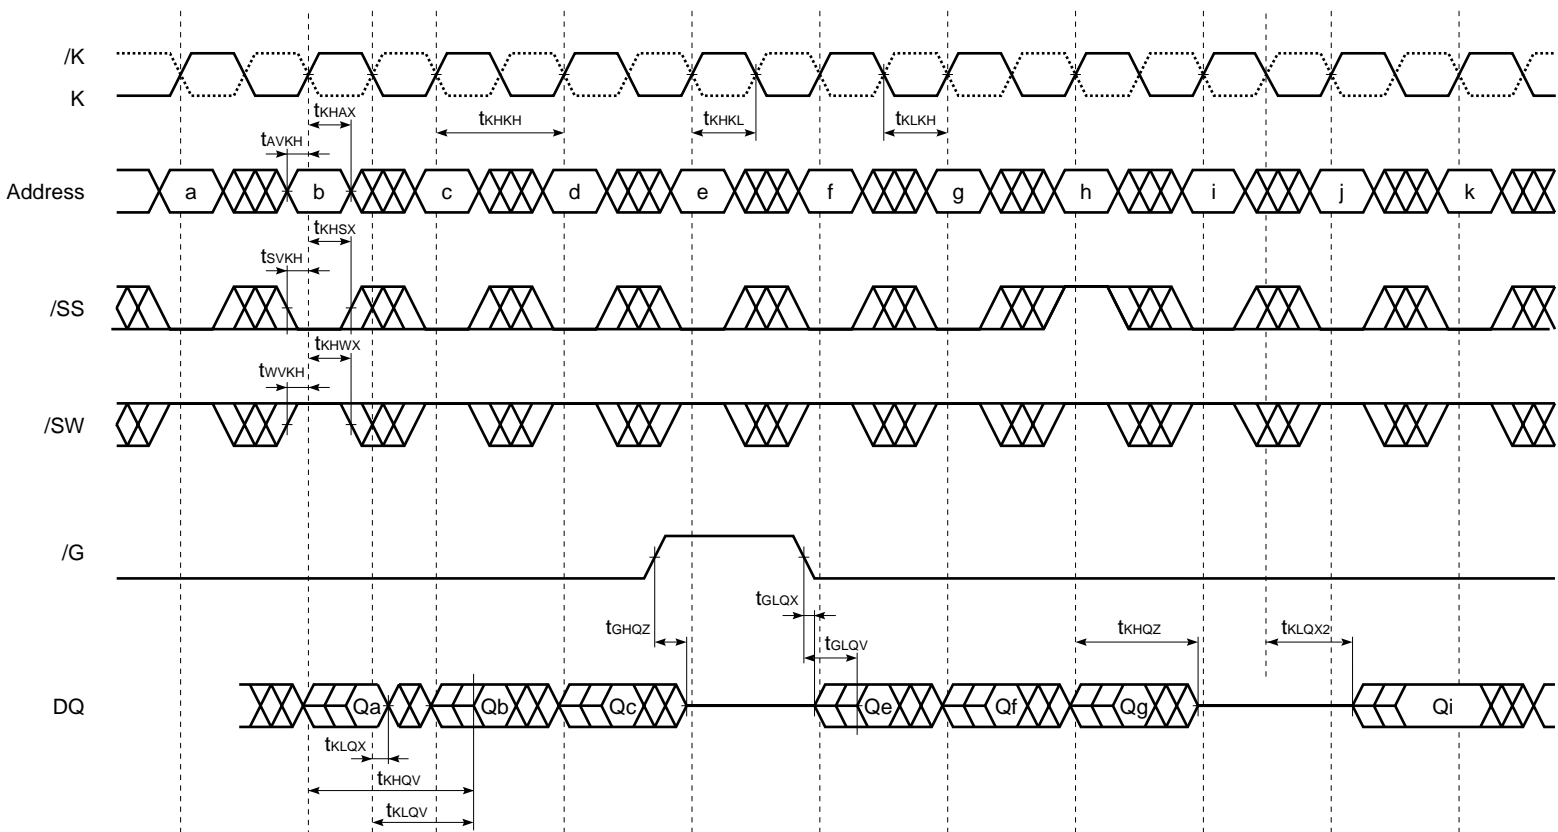 /K
K
tKHAX
tKHKH
tKHKL
tKLKH
tAVKH
Address
a b c d e f g h i j k
tKHSX
tSVKH
/SS
tKHWX
tWVKH
/SW
/G
tGLQX
tGHQZ
tGLQV
tKHQZ
tKLQX2
DQ
Qa Qb Qc Qe Qf Qg Qi
tKLQX
tKHQV
tKLQV